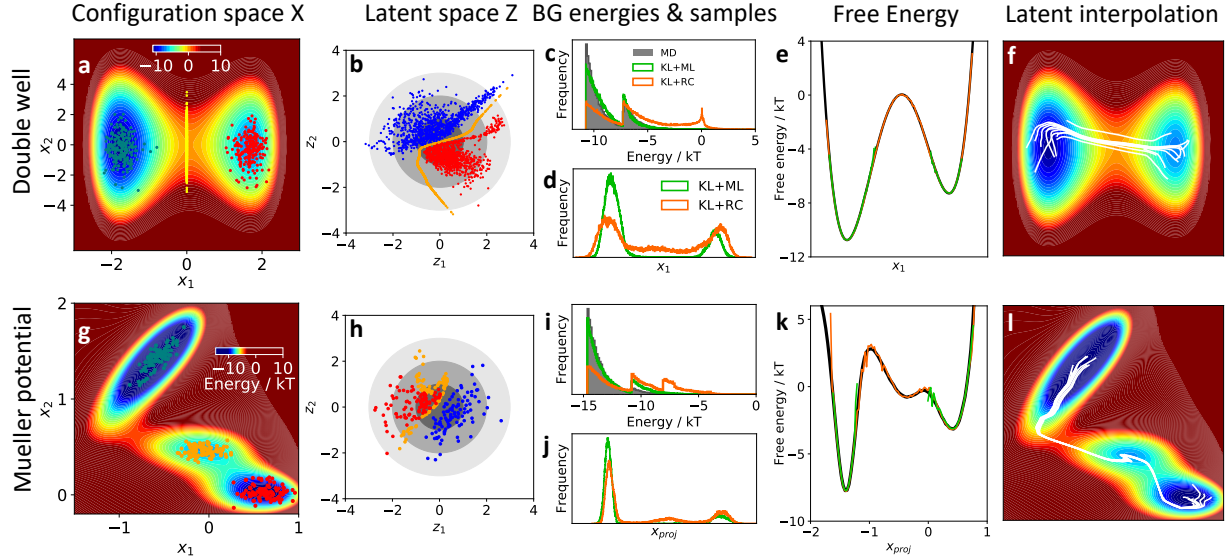 Configuration space X
Latent space Z
BG energies & samples
Free Energy
Latent interpolation
Double well
a
−10 0 10
4
2
0
−2
−4
x2
−2 0 2
x1
b
4
2
0
−2
−4
z2
−4 −2 0 2 4
z1
c
Frequency
MD
KL+ML
KL+RC
−10 −5 0 5
Energy / kT
d
Frequency
KL+ML
KL+RC
x1
e
4
0
−4
−8
−12
Free energy / kT
x1
f
Mueller potential
g
2
1
0
x2
−10 0 10
Energy / kT
−1 0 1
x1
h
4
2
0
−2
−4
z2
−4 −2 0 2 4
z1
i
Frequency
−15 −10 −5 0
Energy / kT
j
Frequency
xproj
k
5
0
−5
−10
Free energy / kT
−2 −1 0 1
xproj
l